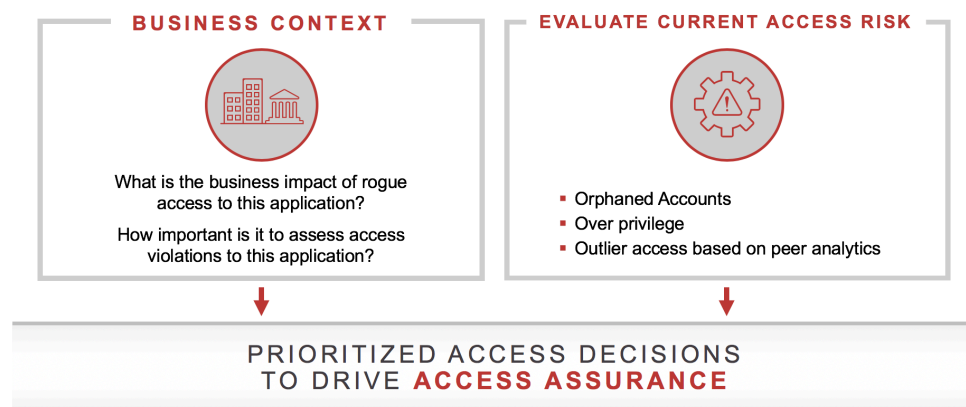 BUSINESS CONTEXT
What is the business impact of rogue
access to this application?
How important is it to assess access
violations to this application?
EVALUATE CURRENT ACCESS RISK
Orphaned Accounts
Over privilege
Outlier access based on peer analytics
PRIORITIZED ACCESS DECISIONS
TO DRIVE ACCESS ASSURANCE